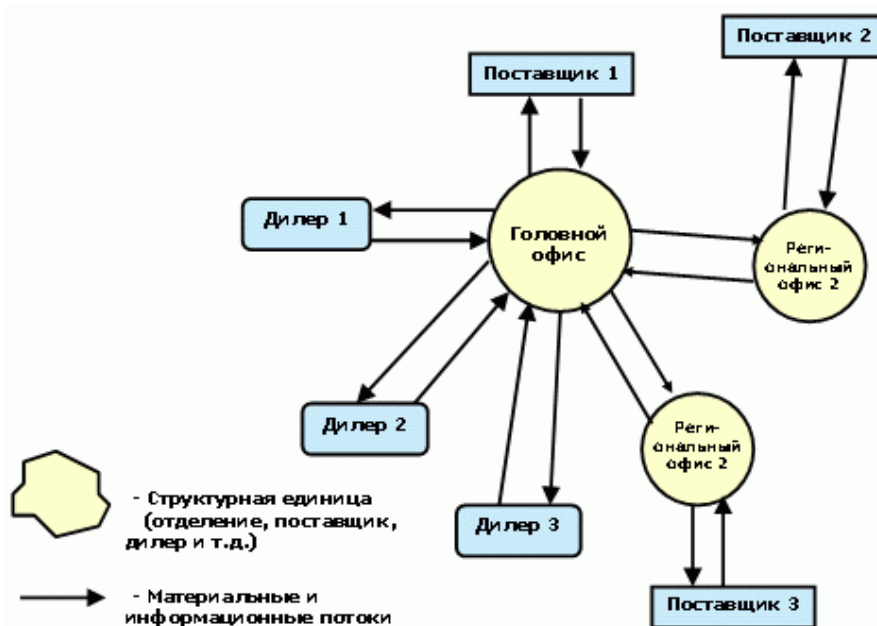 Поставщик 2
Поставщик 1
Дилер 1
Головной
офис
Реги-
ональный
офис 2
Дилер 2
Реги-
ональный
офис 2
Дилер 3
Поставщик 3
- Структурная единица
(отделение, поставщик,
дилер и т.д.)
- Материальные и
информационные потоки